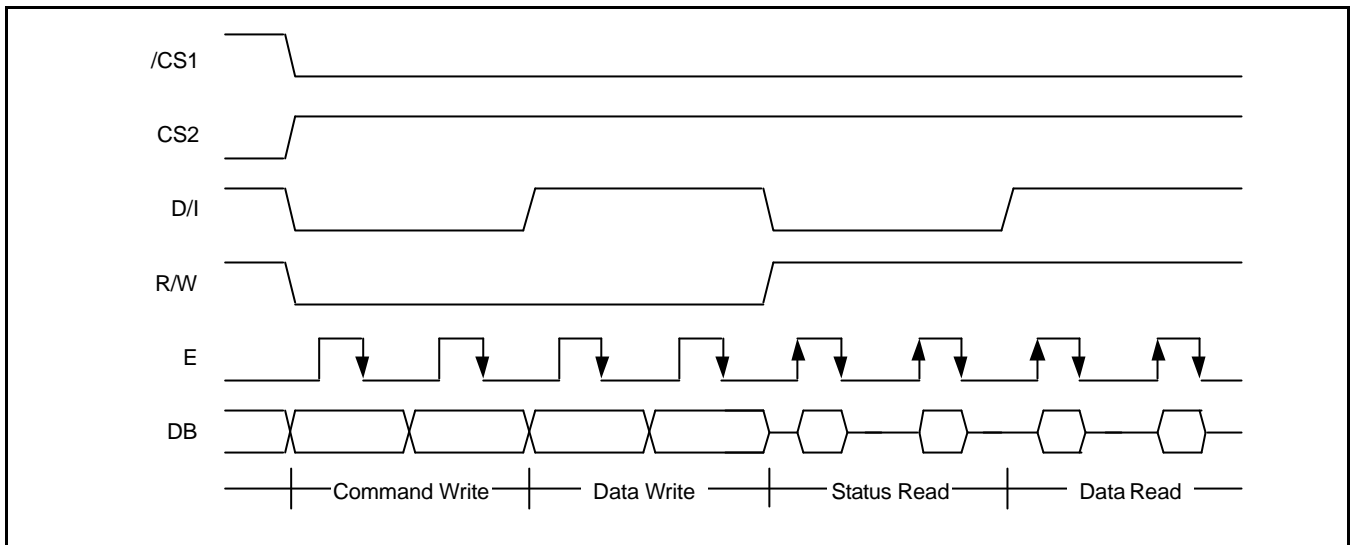 /CS1
CS2
D/I
R/W
E
DB
Command Write Data Write Status Read Data Read